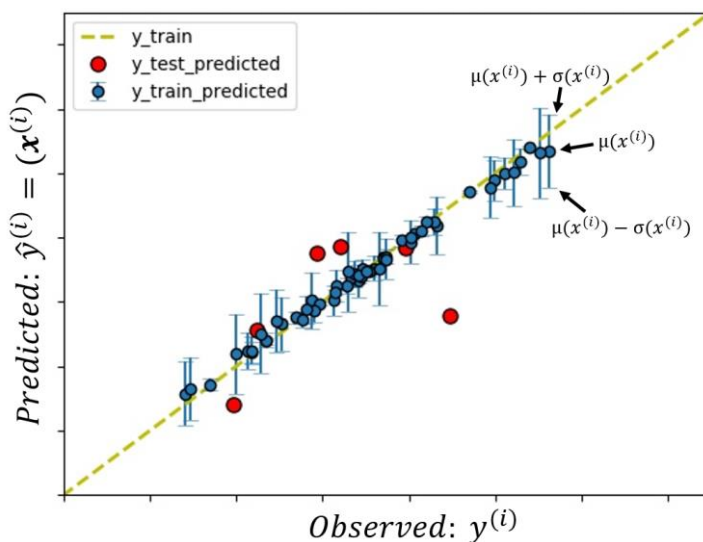 y_train
y_test_predicted
y_train_predicted
μ(x⁽ⁱ⁾) + σ(x⁽ⁱ⁾)
μ(x⁽ⁱ⁾)
μ(x⁽ⁱ⁾) − σ(x⁽ⁱ⁾)
Predicted: ŷ⁽ⁱ⁾ = (x⁽ⁱ⁾)
Observed: y⁽ⁱ⁾